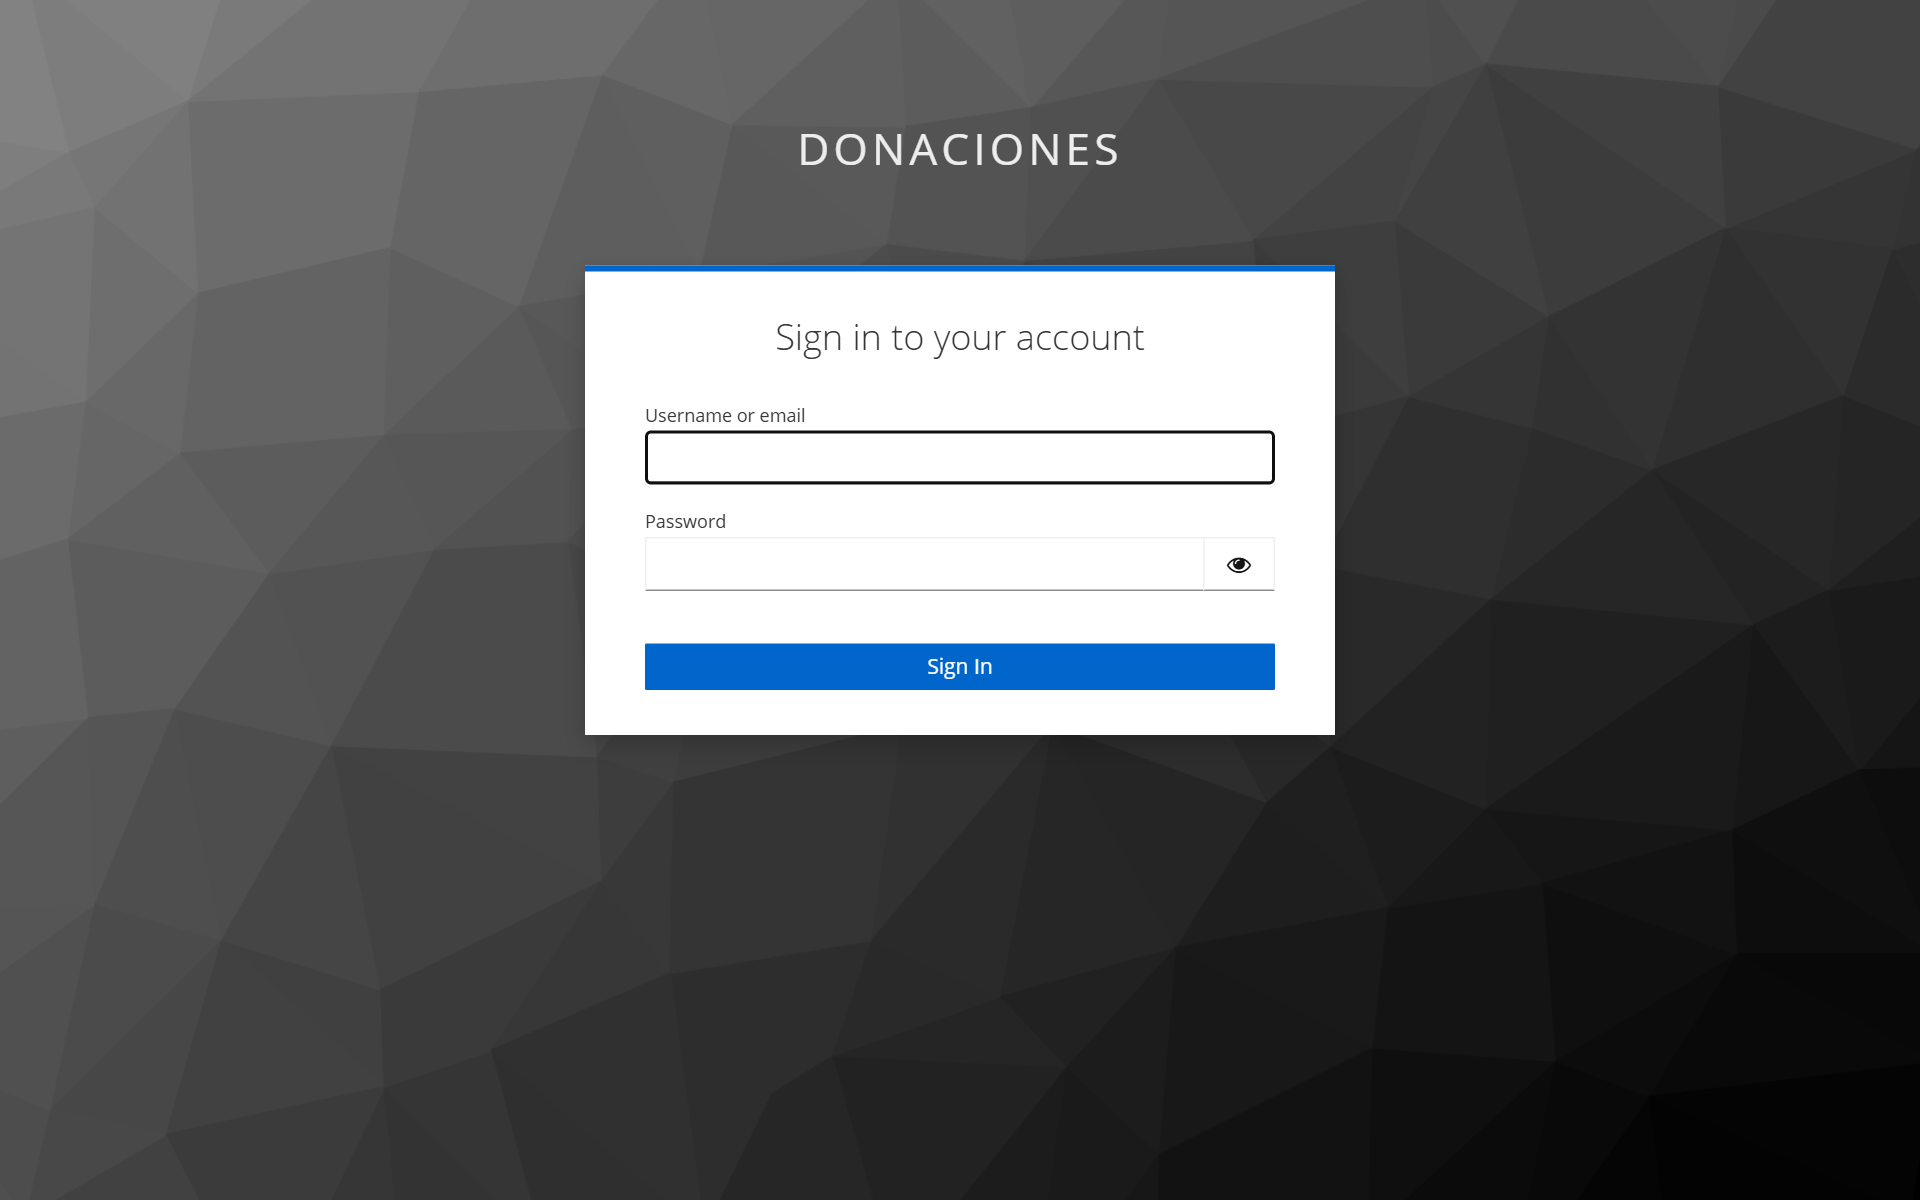 DONACIONES
Sign in to your account
Username or email
Password
Sign In